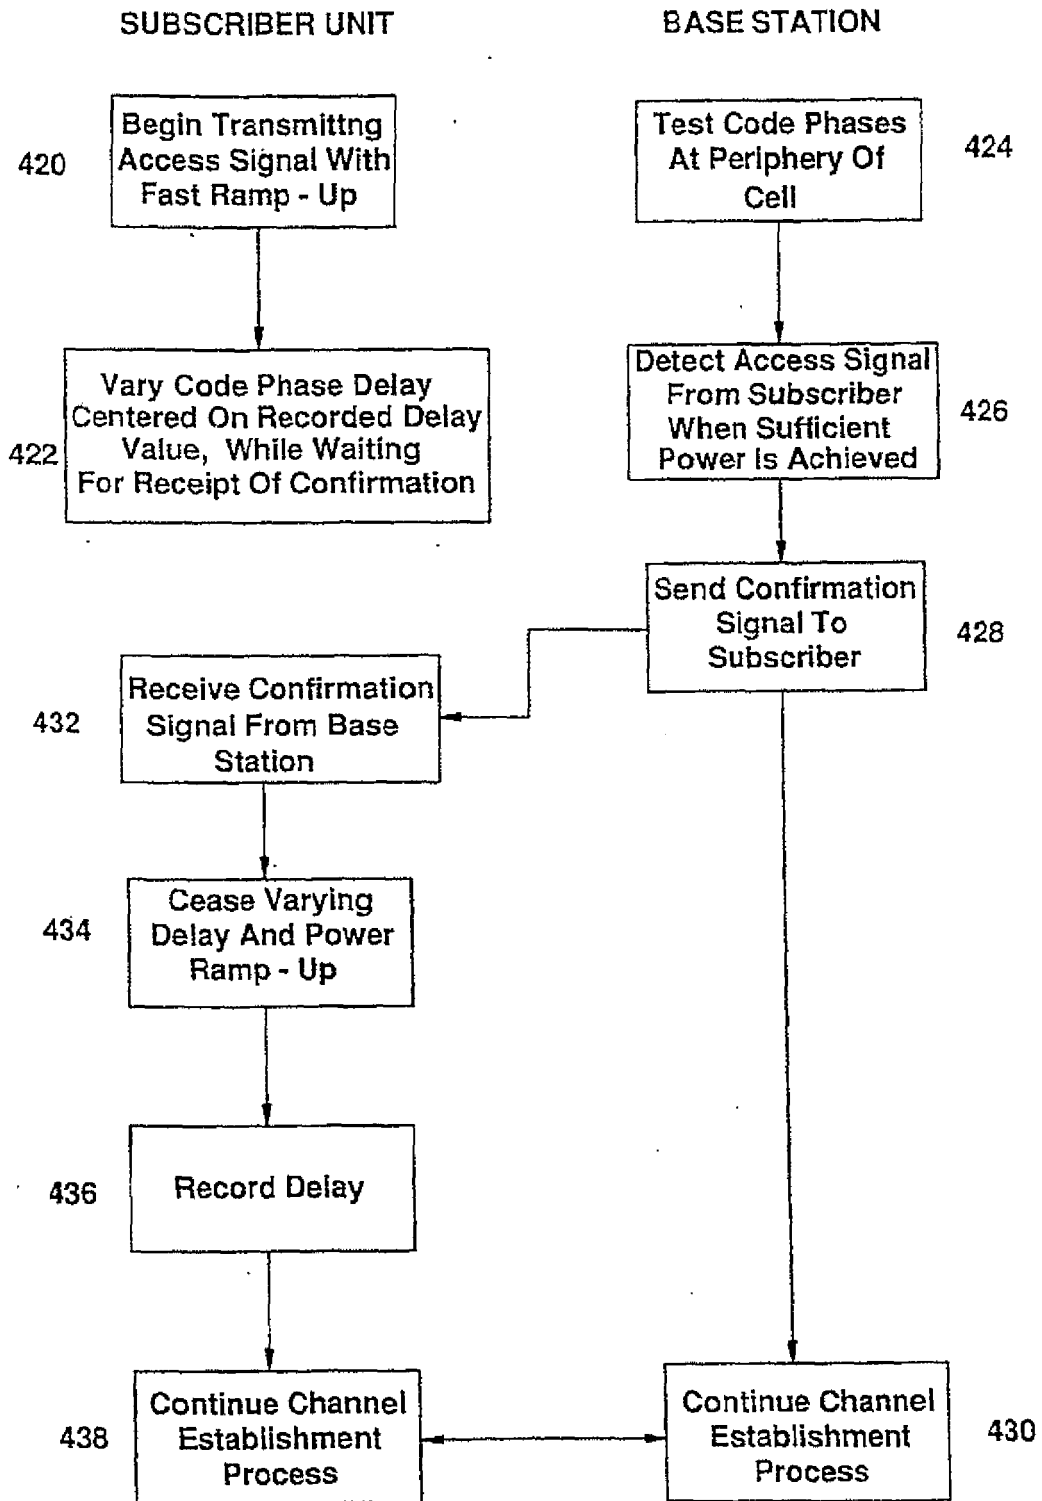 SUBSCRIBER UNIT
BASE STATION
420
Begin Transmittng
Access Signal With
Fast Ramp - Up
Test Code Phases
At Periphery Of
Cell
424
422
Vary Code Phase Delay
Centered On Recorded Delay
Value, While Waiting
For Receipt Of Confirmation
Detect Access Signal
From Subscriber
When Sufficient
Power Is Achieved
426
Send Confirmation
Signal To
Subscriber
428
432
Receive Confirmation
Signal From Base
Station
434
Cease Varying
Delay And Power
Ramp - Up
436
Record Delay
438
Continue Channel
Establishment
Process
Continue Channel
Establishment
Process
430